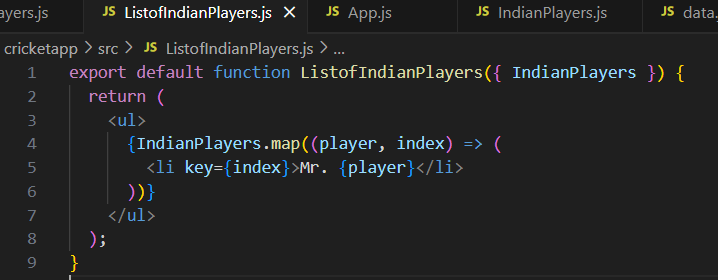 ayers.js JS ListofIndianPlayers.js × JS App.js JS IndianPlayers.js JS data.
cricketapp > src > JS ListofIndianPlayers.js > ...
1 export default function ListofIndianPlayers({ IndianPlayers }) {
2   return (
3     <ul>
4       {IndianPlayers.map((player, index) => (
5         <li key={index}>Mr. {player}</li>
6       ))}
7     </ul>
8   );
9 }